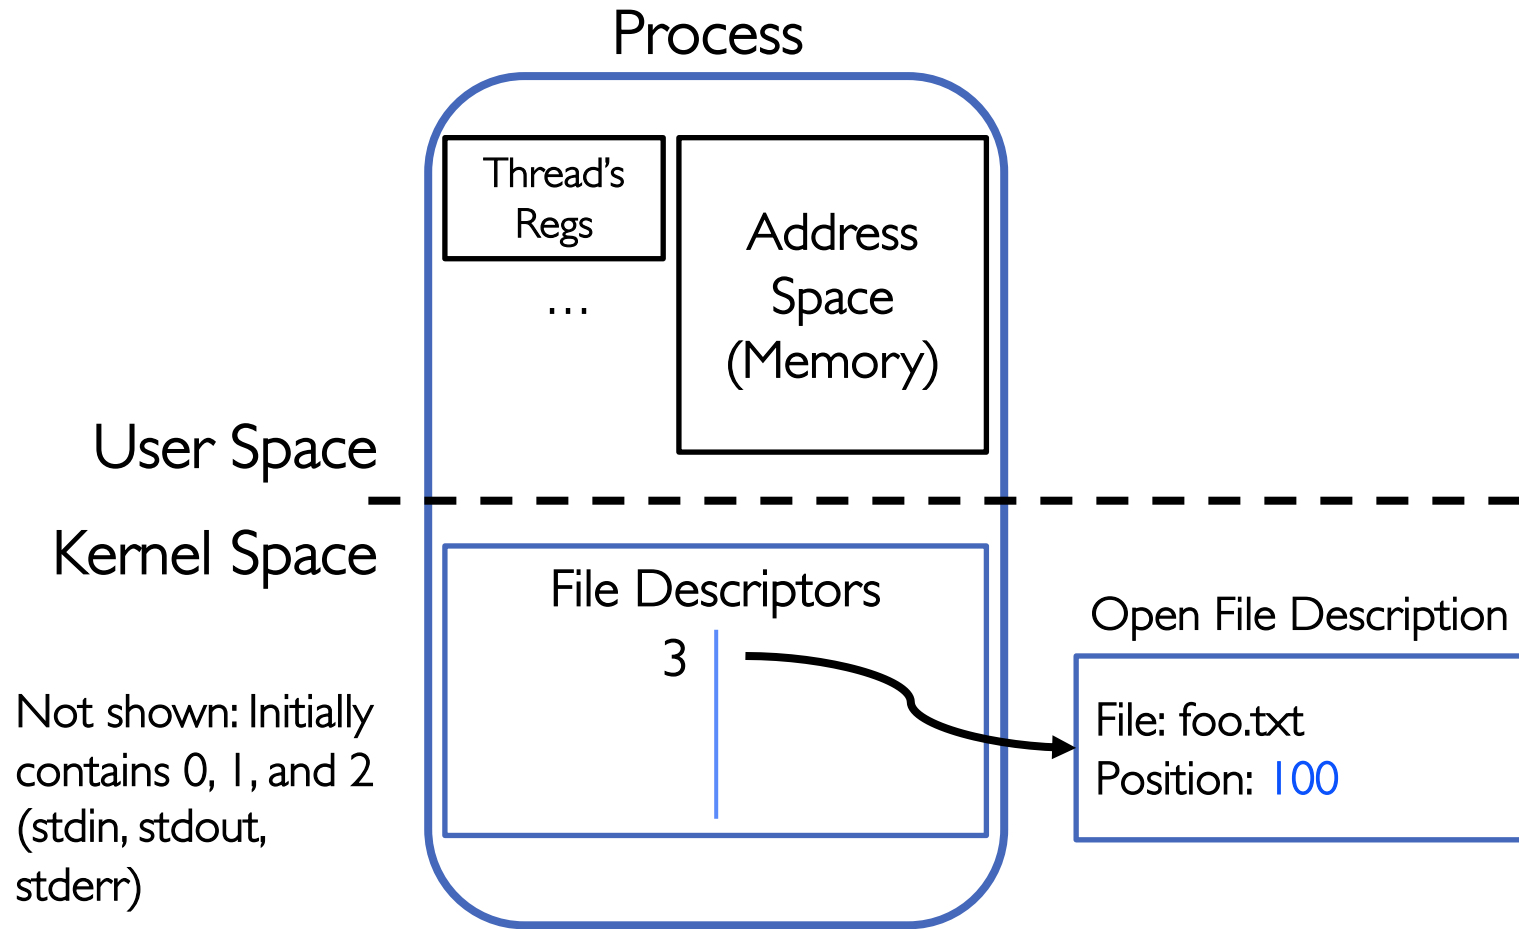 Process
Thread's
Regs
...
Address
Space
(Memory)
User Space
Kernel Space
File Descriptors
3
Open File Description
File: foo.txt
Position: 100
Not shown: Initially
contains 0, 1, and 2
(stdin, stdout,
stderr)